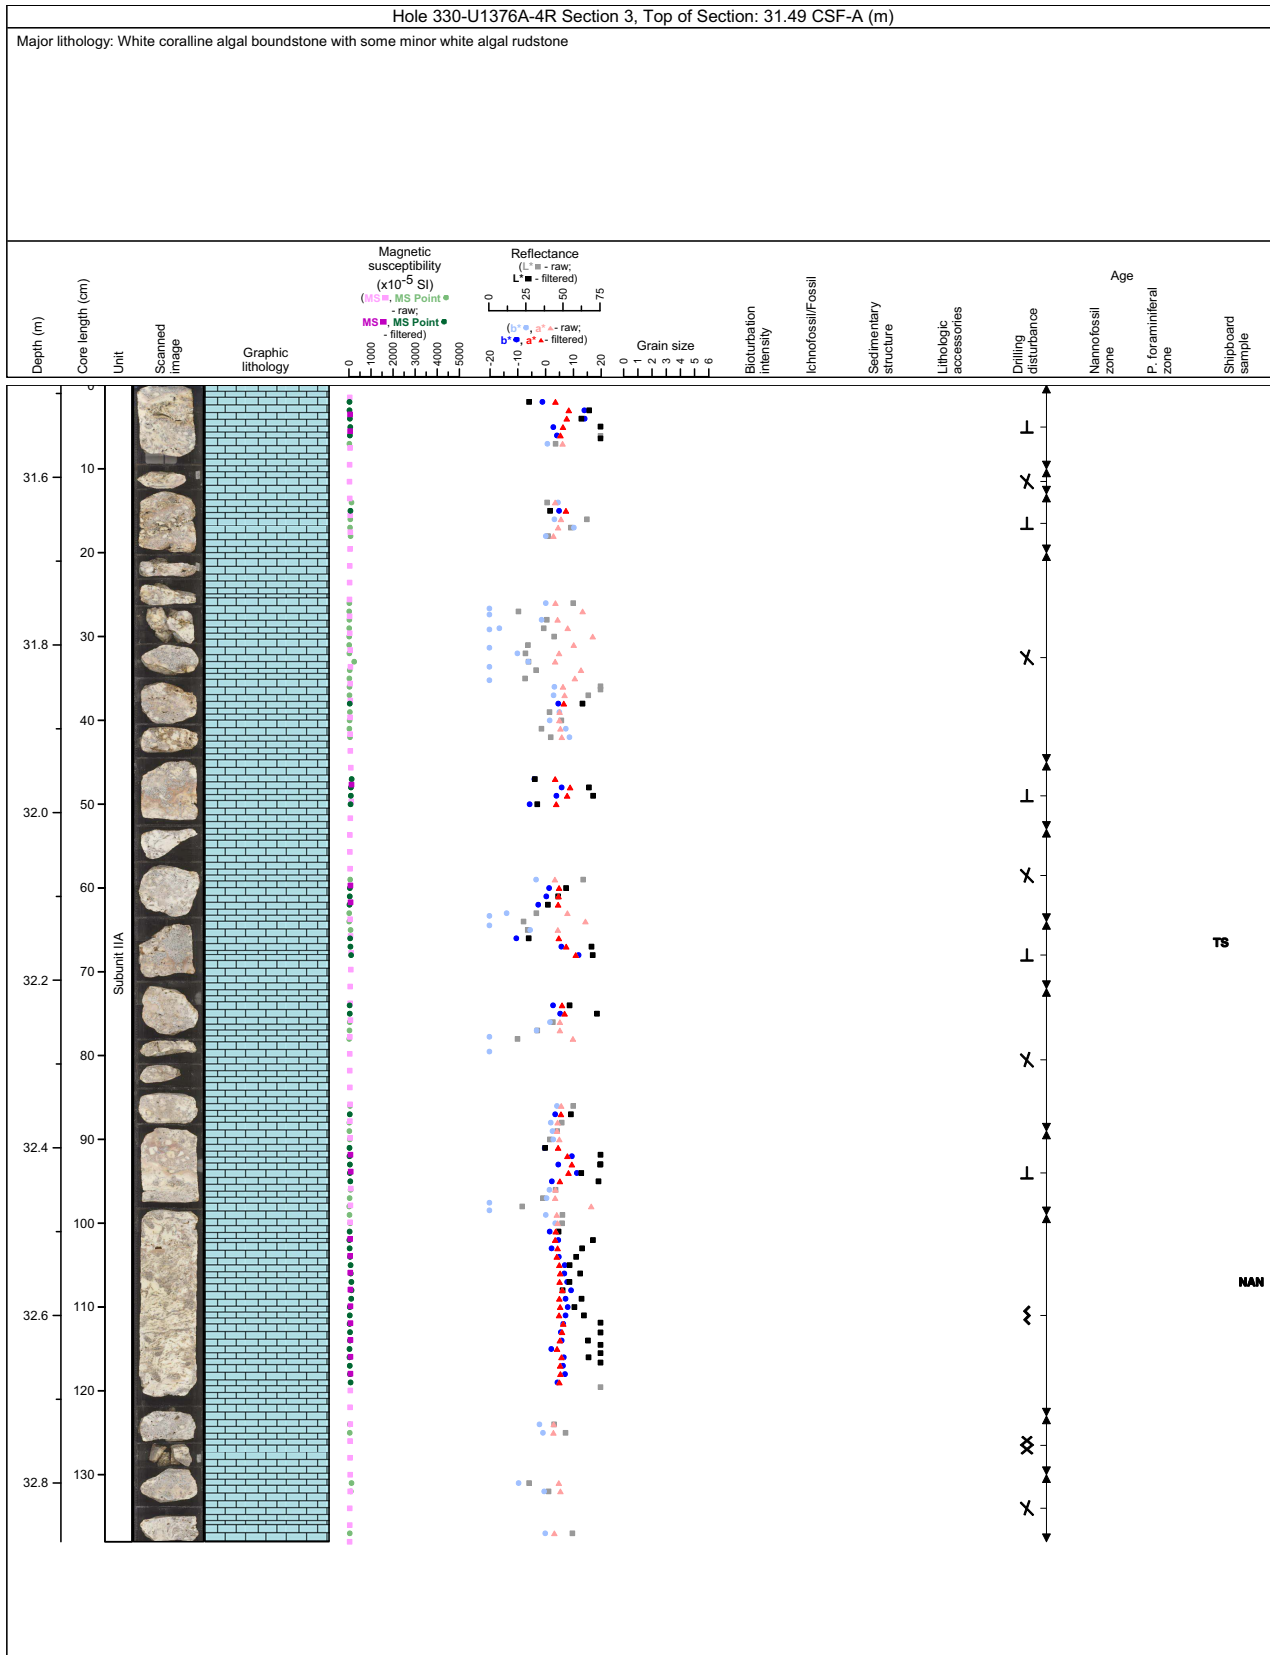 Hole 330-U1376A-4R Section 3, Top of Section: 31.49 CSF-A (m)
Major lithology: White coralline algal boundstone with some minor white algal rudstone
Depth (m)
Core length (cm)
Unit
Scanned
image
Graphic
lithology
Magnetic
susceptibility
(x10-5 SI)
(MS, MS Point
- raw;
MS, MS Point
- filtered)
0 1000 2000 3000 4000 5000
Reflectance
(L* - raw;
L* - filtered)
0 25 50 75
(b*, a* - raw;
b*, a* - filtered)
-20 -10 0 10 20
Grain size
0 1 2 3 4 5 6
Bioturbation
intensity
Ichnofossil/Fossil
Sedimentary
structure
Lithologic
accessories
Drilling
disturbance
Age
Nannofossil
zone
P. foraminiferal
zone
Shipboard
sample
0
10
31.6
20
30
31.8
40
50
32.0
60
TS
70
32.2
Subunit IIA
80
90
32.4
100
NAN
110
32.6
120
130
32.8